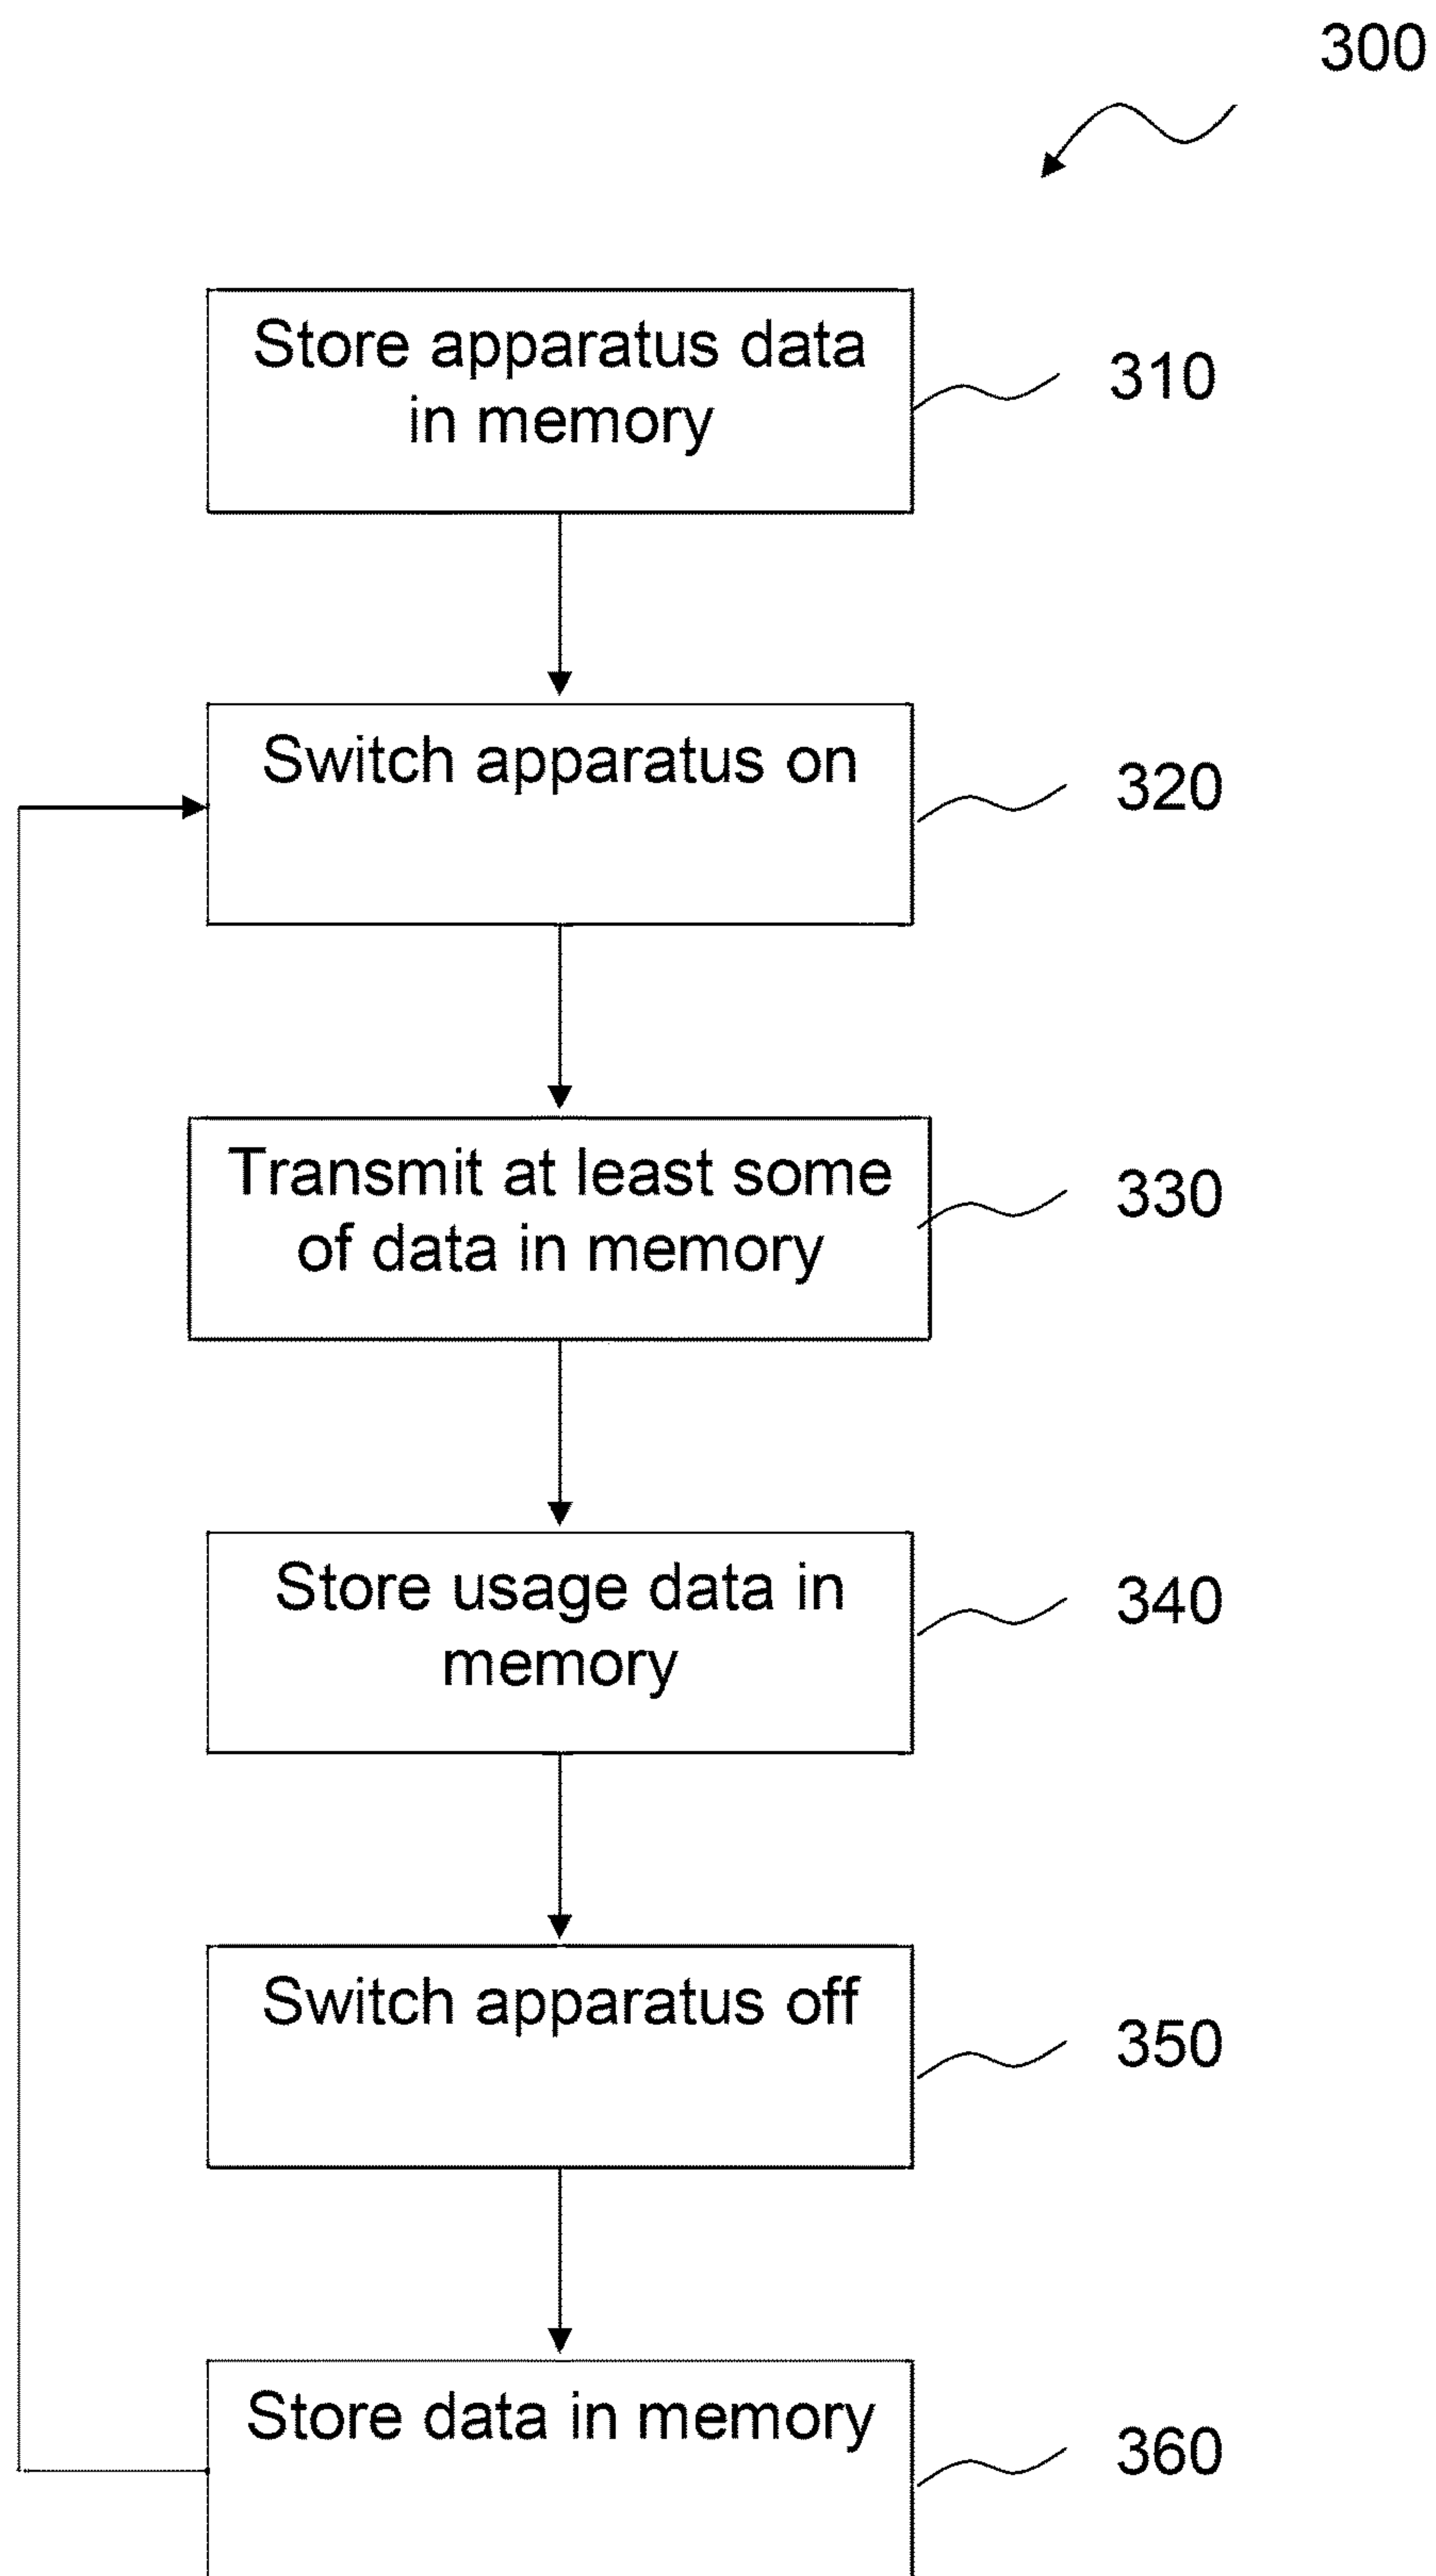 300
Store apparatus data
in memory
310
Switch apparatus on
320
Transmit at least some
of data in memory
330
Store usage data in
memory
340
Switch apparatus off
350
Store data in memory
360